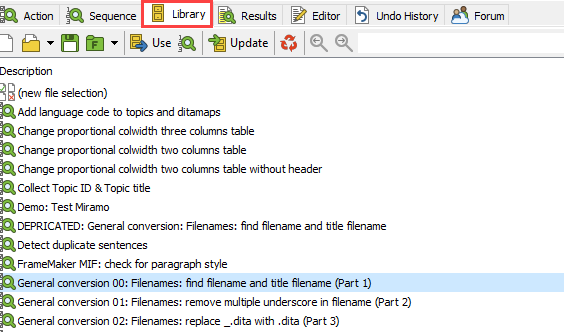 Action Sequence Library Results Editor Undo History Forum
F Use Update
Description
(new file selection)
Add language code to topics and ditamaps
Change proportional colwidth three columns table
Change proportional colwidth two columns table
Change proportional colwidth two columns table without header
Collect Topic ID & Topic title
Demo: Test Miramo
DEPRICATED: General conversion: Filenames: find filename and title filename
Detect duplicate sentences
FrameMaker MIF: check for paragraph style
General conversion 00: Filenames: find filename and title filename (Part 1)
General conversion 01: Filenames: remove multiple underscore in filename (Part 2)
General conversion 02: Filenames: replace _.dita with .dita (Part 3)